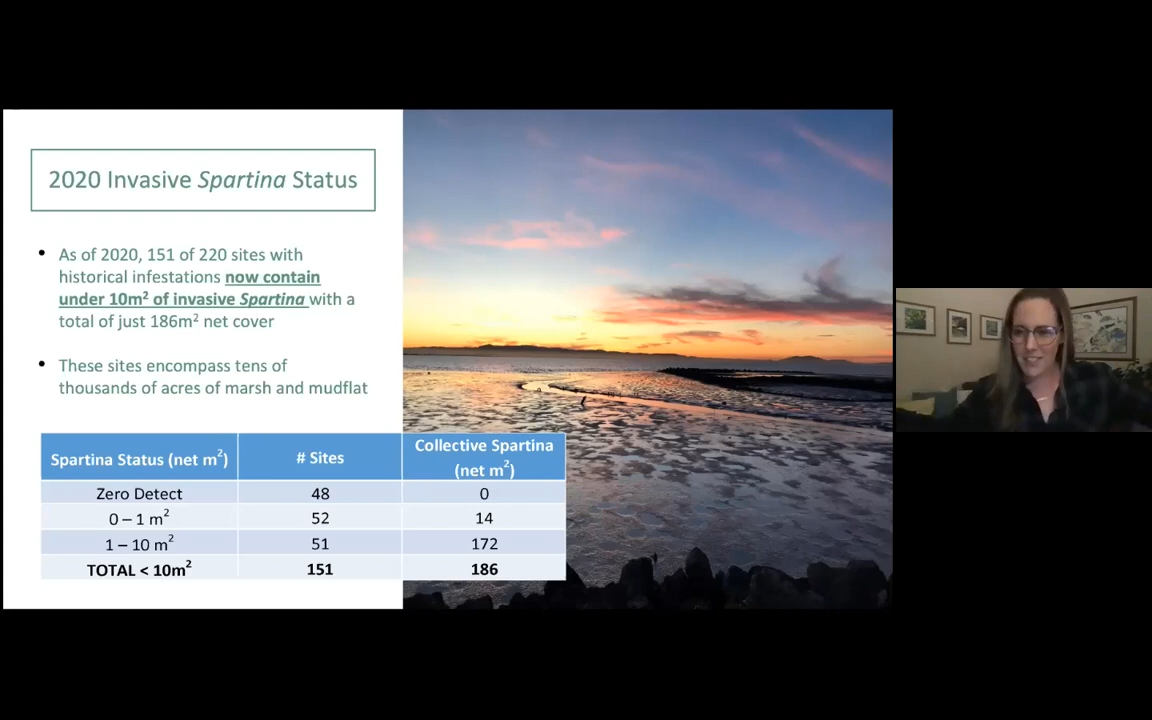 2020 Invasive Spartina Status
• As of 2020, 151 of 220 sites with
historical infestations now contain
under 10m² of invasive Spartina with a
total of just 186m² net cover
• These sites encompass tens of
thousands of acres of marsh and mudflat
Spartina Status (net m²) # Sites Collective Spartina (net m²)
Zero Detect 48 0
0 – 1 m² 52 14
1 – 10 m² 51 172
TOTAL < 10m² 151 186